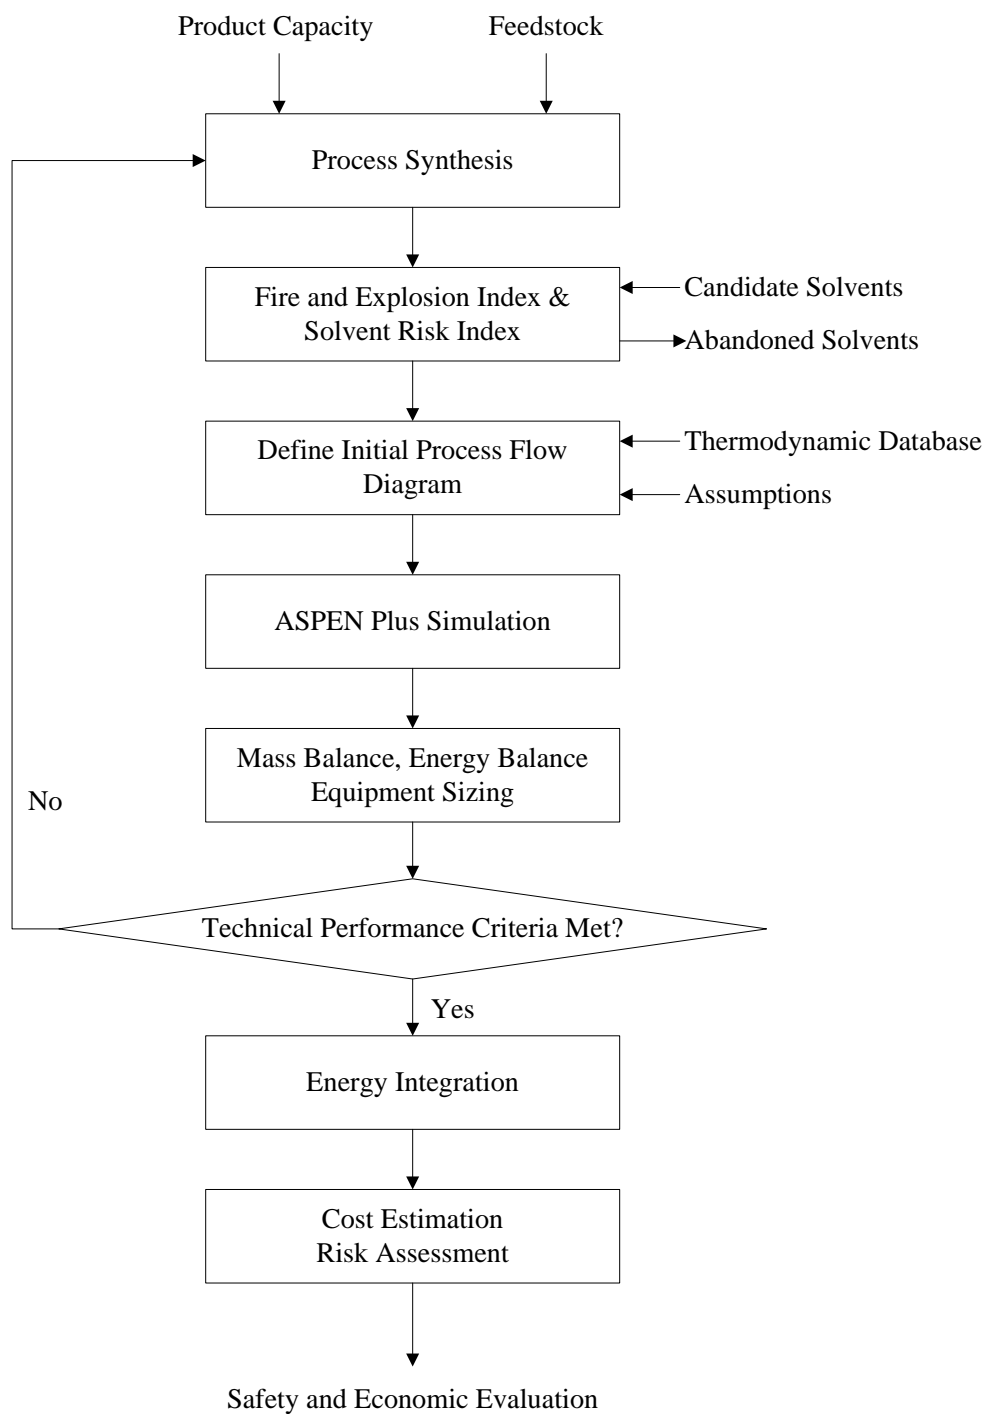 Product Capacity
Feedstock
Process Synthesis
Fire and Explosion Index &
Solvent Risk Index
Candidate Solvents
Abandoned Solvents
Define Initial Process Flow
Diagram
Thermodynamic Database
Assumptions
ASPEN Plus Simulation
Mass Balance, Energy Balance
Equipment Sizing
No
Technical Performance Criteria Met?
Yes
Energy Integration
Cost Estimation
Risk Assessment
Safety and Economic Evaluation